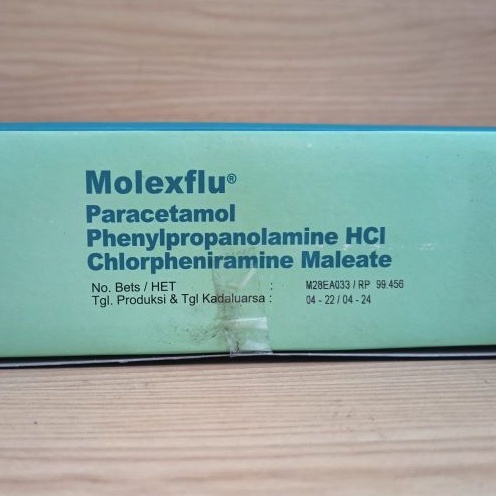 Molexflu®
Paracetamol
Phenylpropanolamine HCl
Chlorpheniramine Maleate
No. Bets / HET : M28EA033 / RP 99.456
Tgl. Produksi & Tgl Kadaluarsa : 04 - 22 / 04 - 24